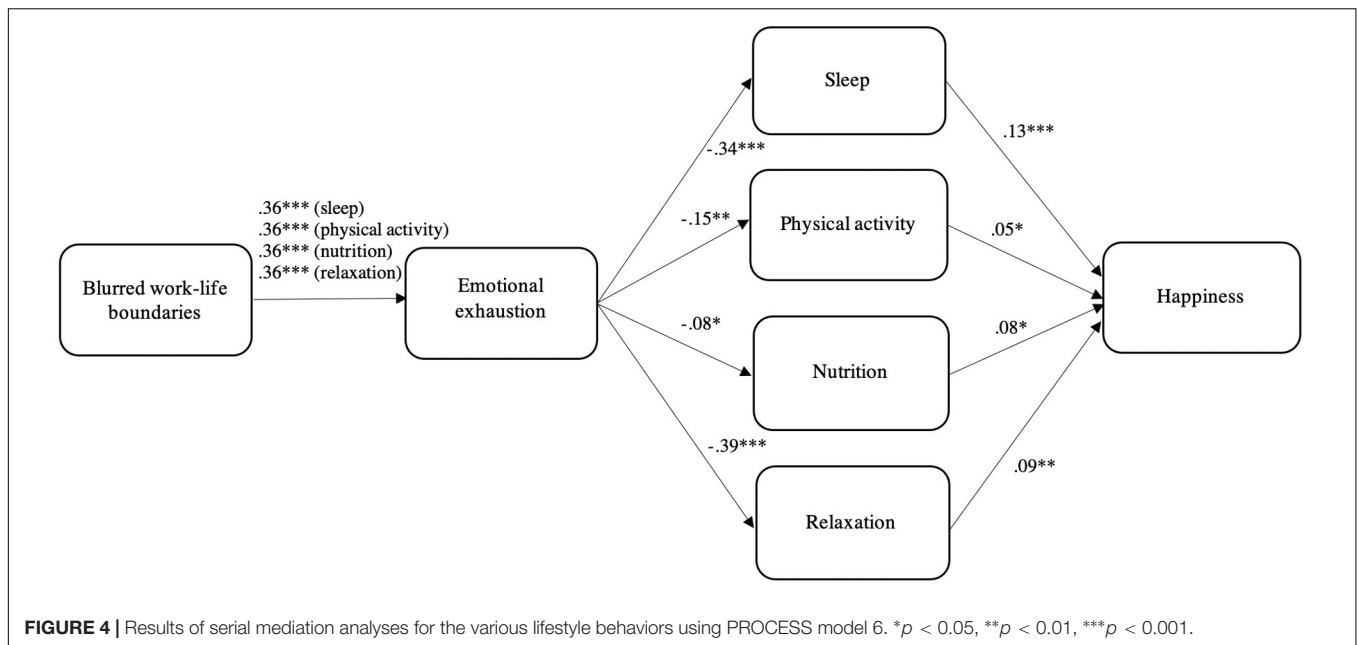 Sleep
.13***
-.34***
.36*** (sleep)
.36*** (physical activity)
.36*** (nutrition)
.36*** (relaxation)
-.15**
Physical activity
.05*
Blurred work-life
boundaries
Emotional
exhaustion
Happiness
-.08*
Nutrition
.08*
-.39***
.09**
Relaxation
FIGURE 4 | Results of serial mediation analyses for the various lifestyle behaviors using PROCESS model 6. *p < 0.05, **p < 0.01, ***p < 0.001.